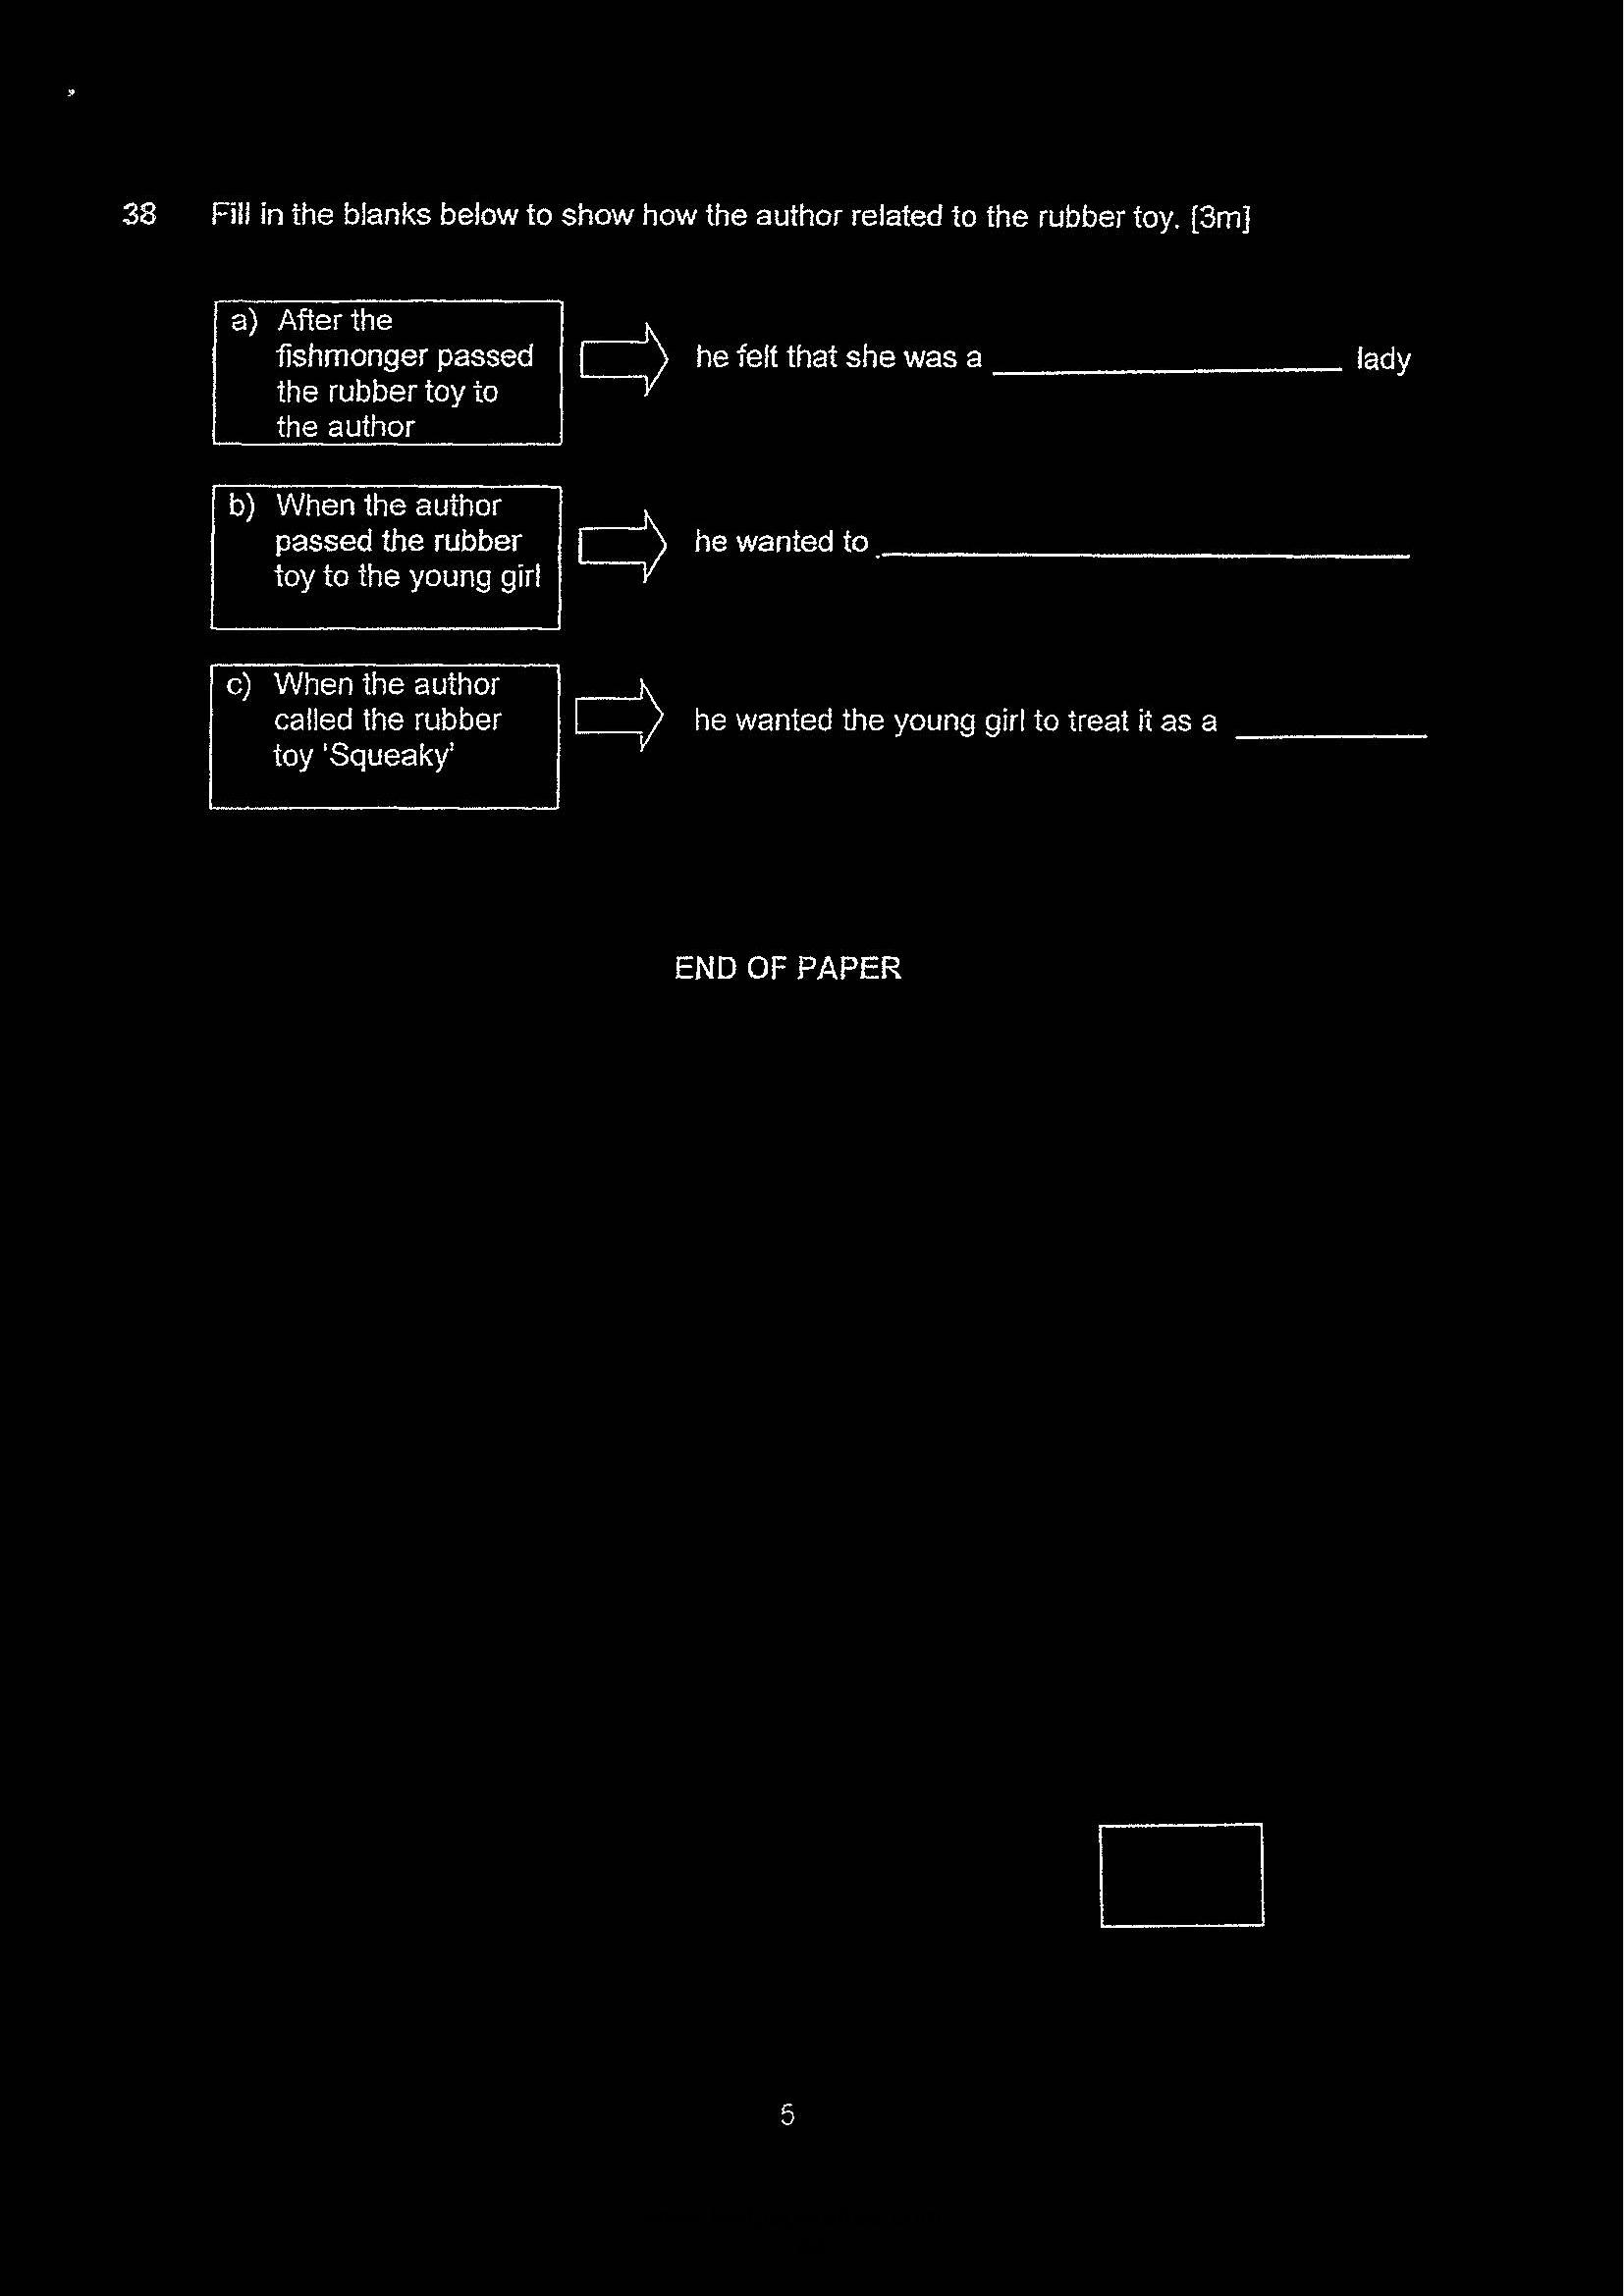 38 Fill in the blanks below to show how the author related to the rubber toy. [3m]
a) After the
fishmonger passed
the rubber toy to
the author
he felt that she was a ______________________ lady
b) When the author
passed the rubber
toy to the young girl
he wanted to ______________________
c) When the author
called the rubber
toy 'Squeaky'
he wanted the young girl to treat it as a ____________
END OF PAPER
5